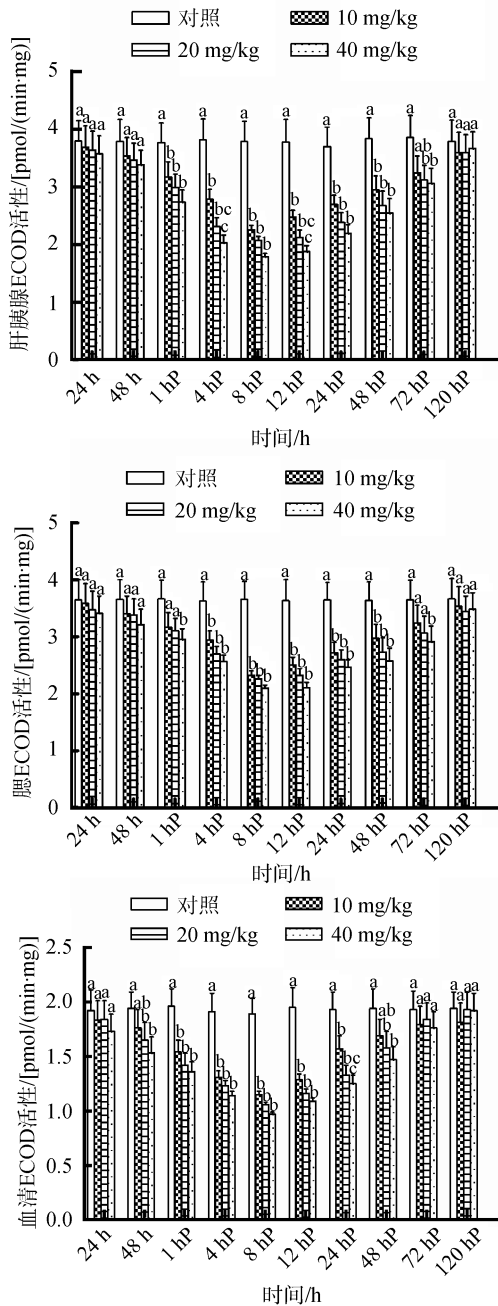 对照 10 mg/kg
20 mg/kg 40 mg/kg
肝胰腺ECOD活性/[pmol/(min·mg)]
5
4
3
2
1
0
a a a a a a a a a b b b a b bc c a b b b a b bc c a b b b a b b b a ab ab b a a a a
24 h 48 h 1 hP 4 hP 8 hP 12 hP 24 hP 48 hP 72 hP 120 hP
时间/h
对照 10 mg/kg
20 mg/kg 40 mg/kg
腮ECOD活性/[pmol/(min·mg)]
5
4
3
2
1
0
a a a a a a a a a a a b a b b b a b b b a b b b a b b b a b b b a a a b a a a a
24 h 48 h 1 hP 4 hP 8 hP 12 hP 24 hP 48 hP 72 hP 120 hP
时间/h
对照 10 mg/kg
20 mg/kg 40 mg/kg
血清ECOD活性/[pmol/(min·mg)]
2.5
2.0
1.5
1.0
0.5
0.0
a a a a a ab b b a b b b a b b b a b b b a b b b a b bc c a ab b b a a a a a a a a
24 h 48 h 1 hP 4 hP 8 hP 12 hP 24 hP 48 hP 72 hP 120 hP
时间/h